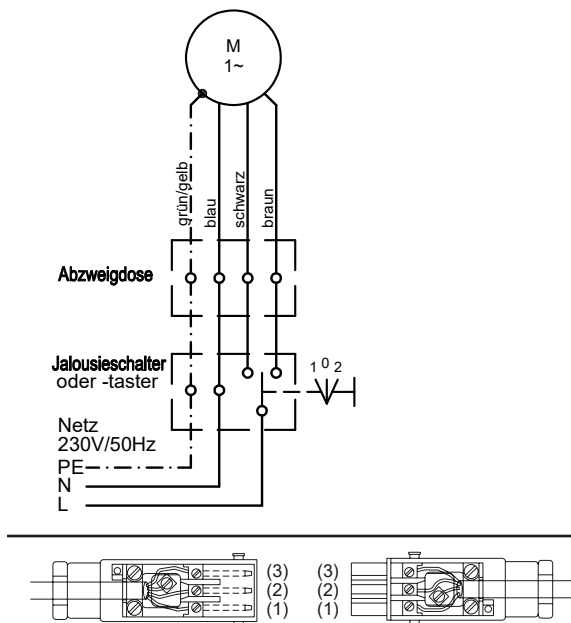 M
1~
grün/gelb
blau
schwarz
braun
Abzweigdose
Jalousieschalter
oder -taster
1 0 2
Netz
230V/50Hz
PE
N
L
(3) (3)
(2) (2)
(1) (1)